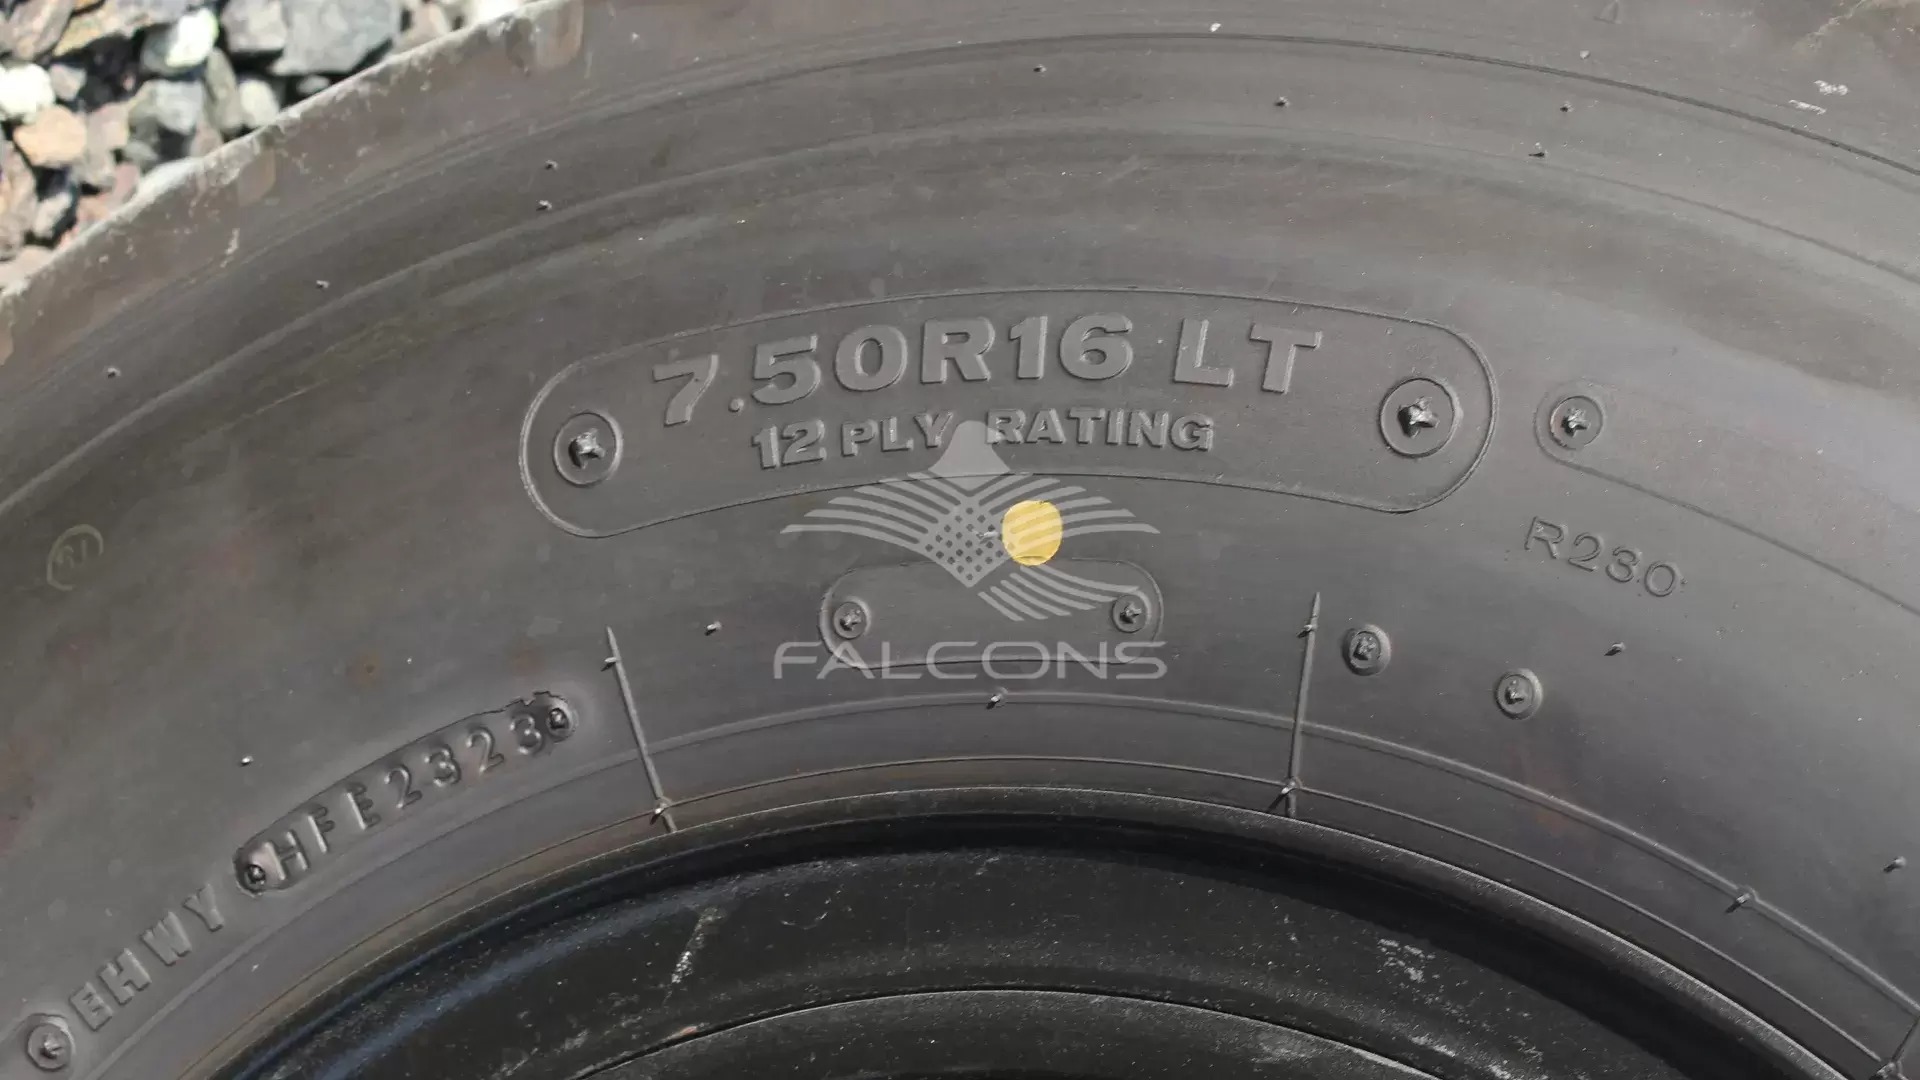 7.50R16 LT
12 PLY RATING
R230
FALCONS
EHWY HFE2323